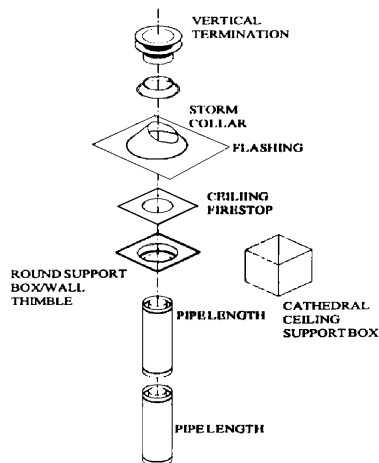 VERTICAL
TERMINATION
STORM
COLLAR
FLASHING
CEILIING
FIRESTOP
ROUND SUPPORT
BOX/WALL
THIMBLE
CATHEDRAL
CEILING
SUPPORT BOX
PIPE LENGTH
PIPE LENGTH